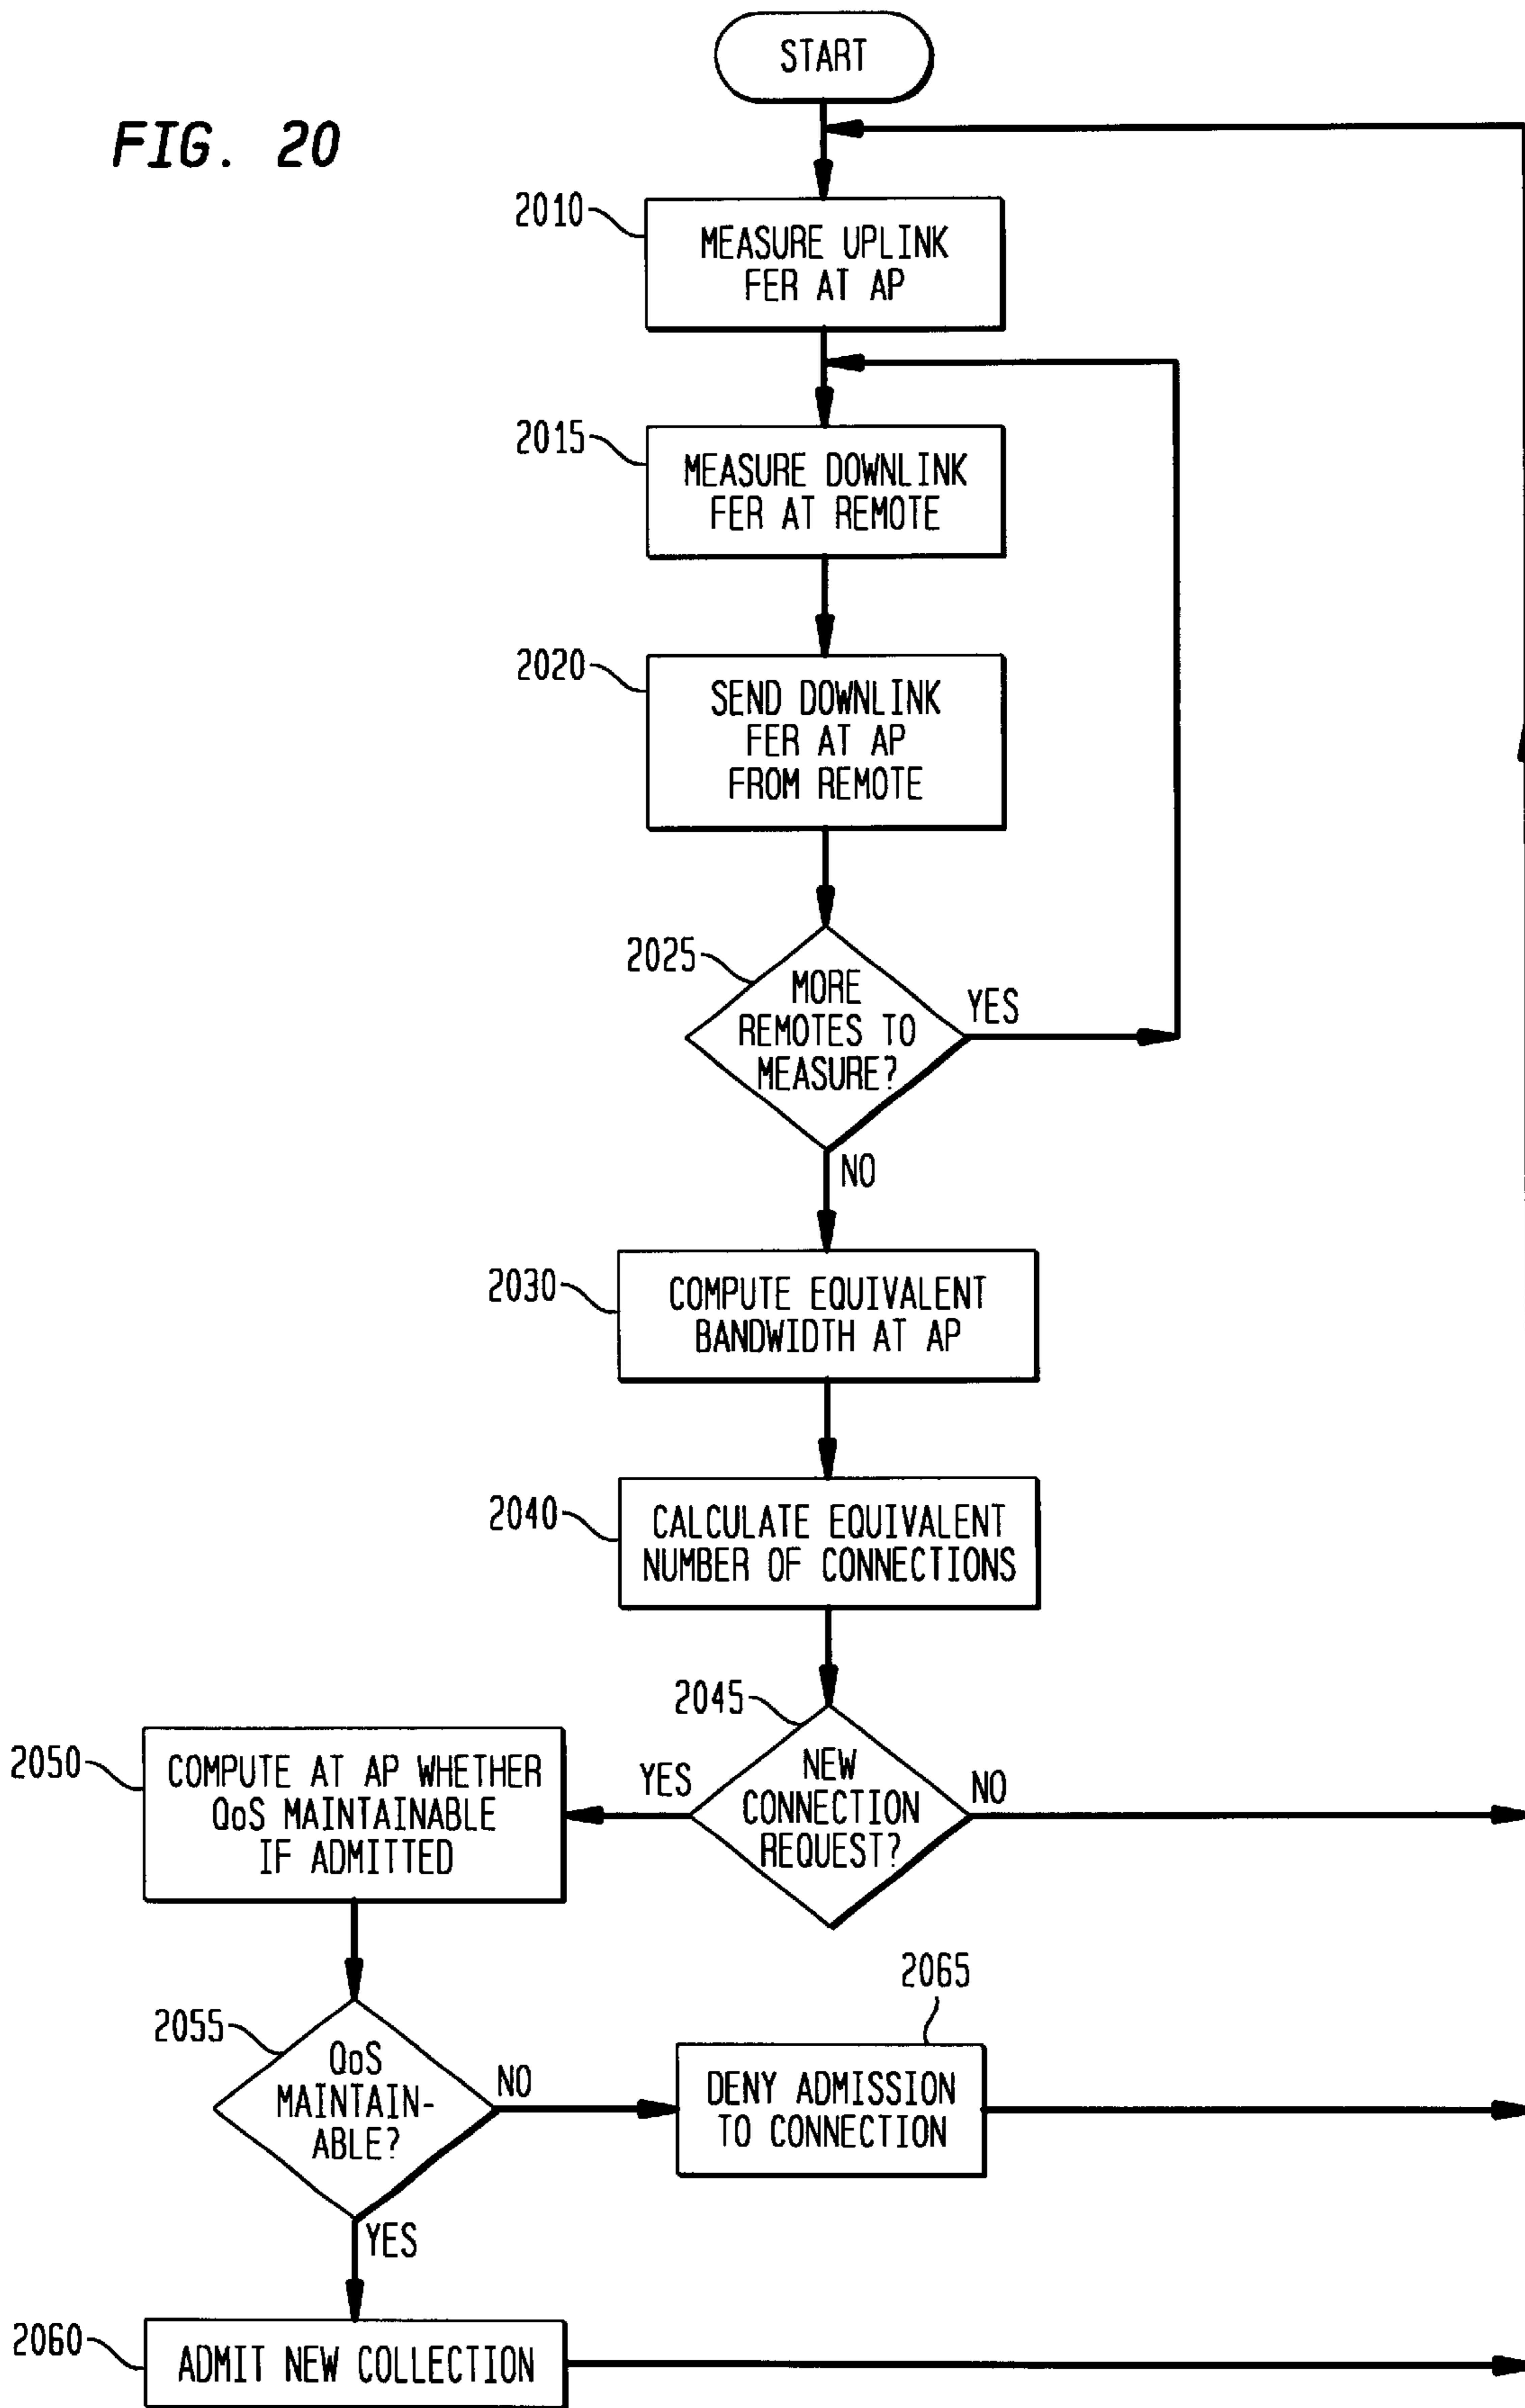 START
FIG. 20
2010
MEASURE UPLINK
FER AT AP
2015
MEASURE DOWNLINK
FER AT REMOTE
2020
SEND DOWNLINK
FER AT AP
FROM REMOTE
2025
MORE
REMOTES TO
MEASURE?
YES
NO
2030
COMPUTE EQUIVALENT
BANDWIDTH AT AP
2040
CALCULATE EQUIVALENT
NUMBER OF CONNECTIONS
2045
NEW
CONNECTION
REQUEST?
YES
NO
2050
COMPUTE AT AP WHETHER
QoS MAINTAINABLE
IF ADMITTED
2055
QoS
MAINTAIN-
ABLE?
NO
YES
2065
DENY ADMISSION
TO CONNECTION
2060
ADMIT NEW COLLECTION